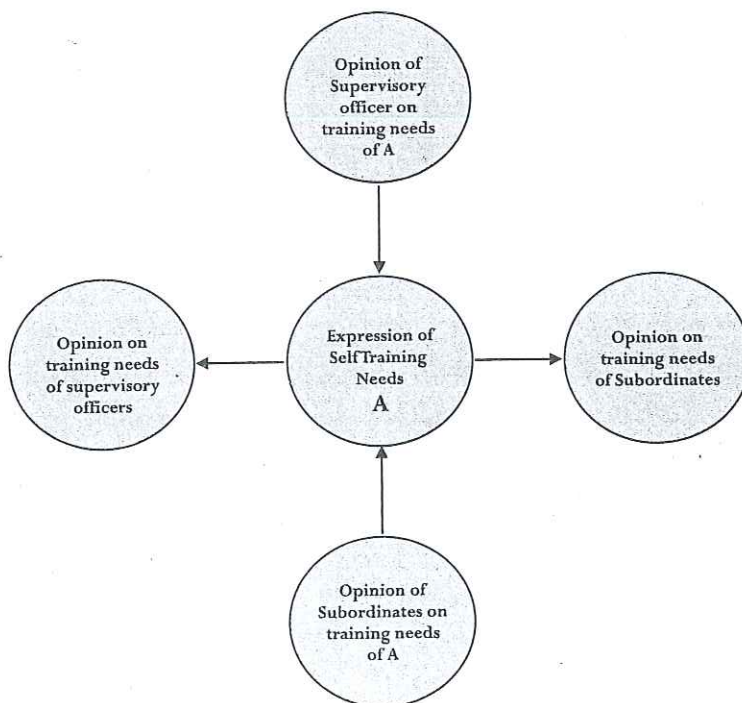 Opinion of
Supervisory
officer on
training needs
of A
Opinion on
training needs
of supervisory
officers
Expression of
Self Training
Needs
A
Opinion on
training needs
of Subordinates
Opinion of
Subordinates on
training needs
of A